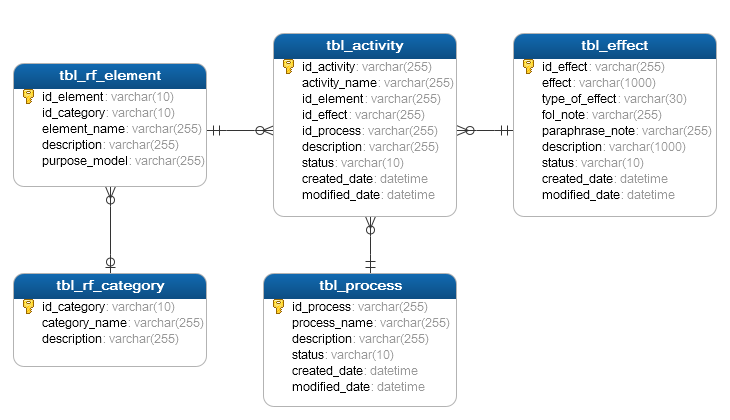 tbl_rf_element
id_element: varchar(10)
id_category: varchar(10)
element_name: varchar(255)
description: varchar(255)
purpose_model: varchar(255)
tbl_activity
id_activity: varchar(255)
activity_name: varchar(255)
id_element: varchar(255)
id_effect: varchar(255)
id_process: varchar(255)
description: varchar(255)
status: varchar(10)
created_date: datetime
modified_date: datetime
tbl_effect
id_effect: varchar(255)
effect: varchar(1000)
type_of_effect: varchar(30)
fol_note: varchar(255)
paraphrase_note: varchar(255)
description: varchar(1000)
status: varchar(10)
created_date: datetime
modified_date: datetime
tbl_rf_category
id_category: varchar(10)
category_name: varchar(255)
description: varchar(255)
tbl_process
id_process: varchar(255)
process_name: varchar(255)
description: varchar(255)
status: varchar(10)
created_date: datetime
modified_date: datetime